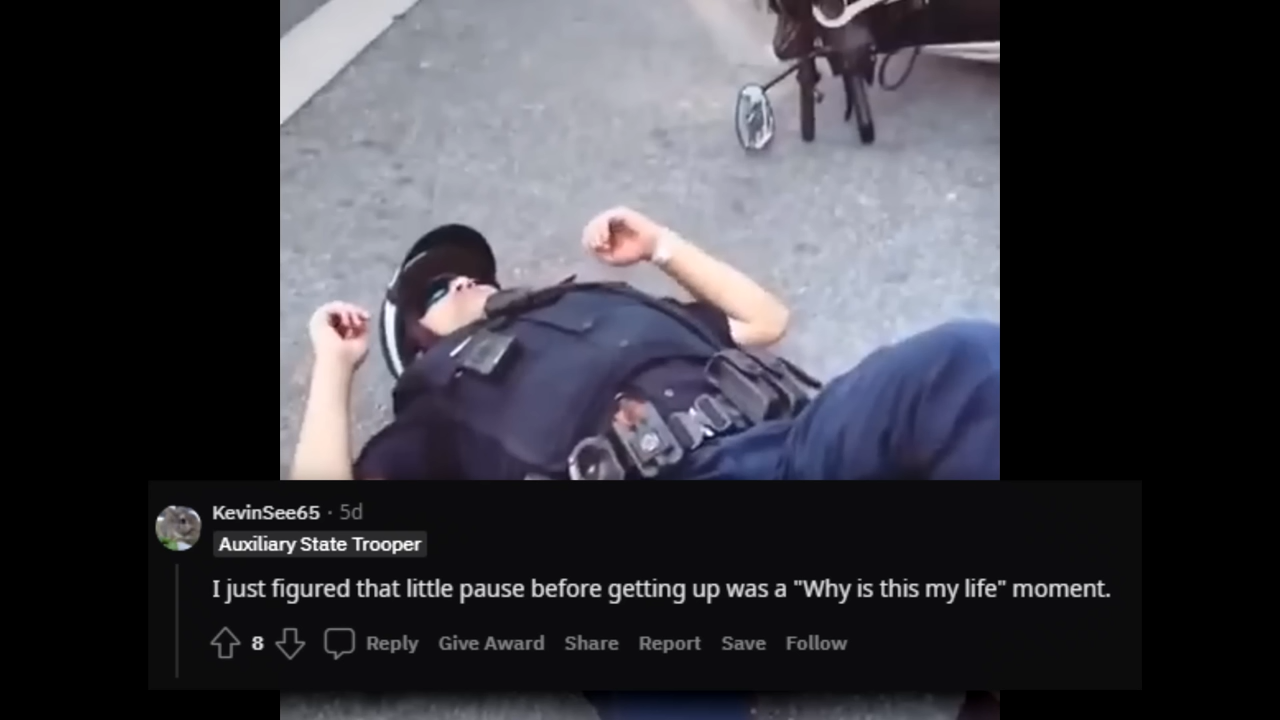 KevinSee65 · 5d
Auxiliary State Trooper
I just figured that little pause before getting up was a "Why is this my life" moment.
8 Reply Give Award Share Report Save Follow